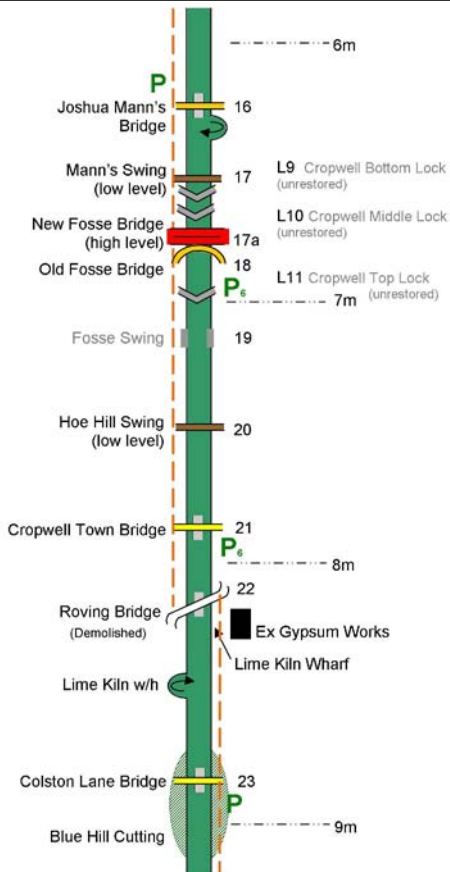 6m
P
Joshua Mann's
Bridge
16
Mann's Swing
(low level)
17
L9 Cropwell Bottom Lock
(unrestored)
L10 Cropwell Middle Lock
(unrestored)
New Fosse Bridge
(high level)
17a
Old Fosse Bridge
18
L11 Cropwell Top Lock
(unrestored)
P6
7m
Fosse Swing
19
Hoe Hill Swing
(low level)
20
Cropwell Town Bridge
21
P6
8m
22
Roving Bridge
(Demolished)
Ex Gypsum Works
Lime Kiln Wharf
Lime Kiln w/h
Colston Lane Bridge
23
P
9m
Blue Hill Cutting